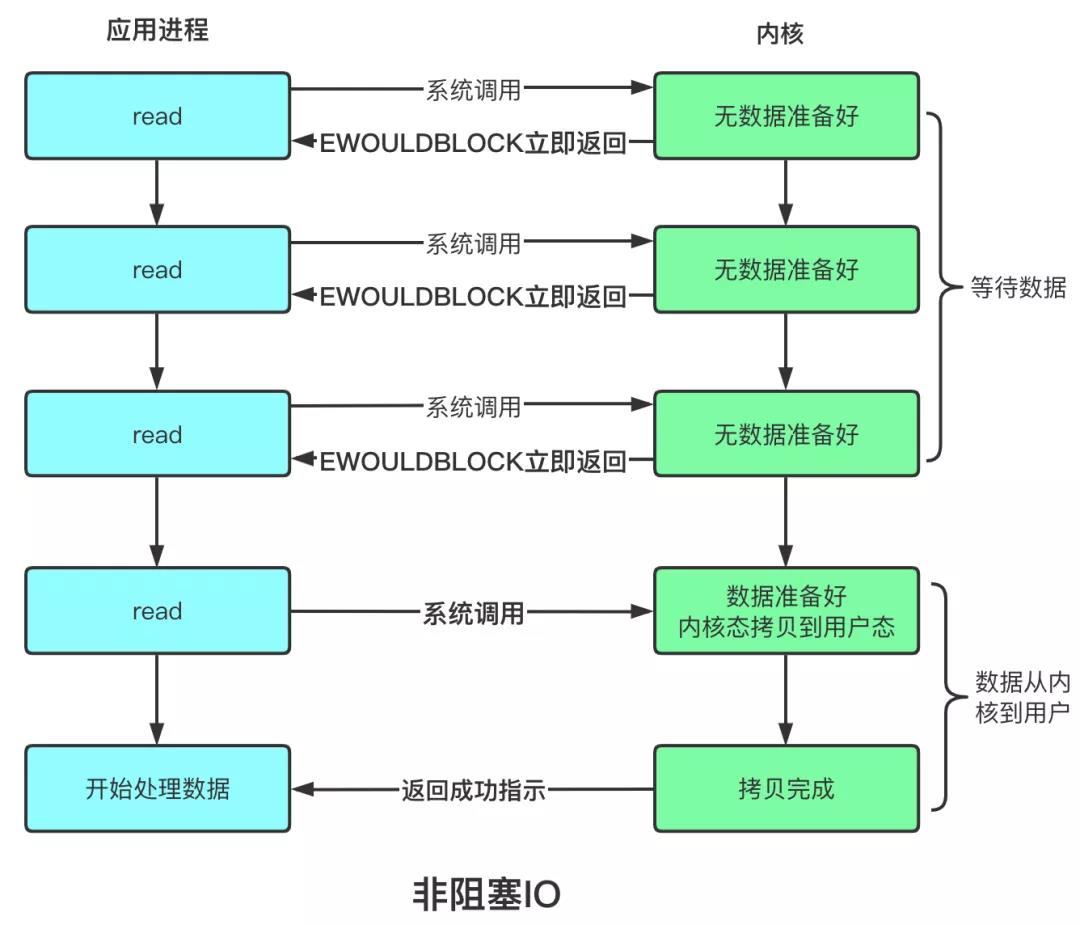 应用进程
内核
read
系统调用
无数据准备好
EWOULDBLOCK立即返回
read
系统调用
无数据准备好
EWOULDBLOCK立即返回
等待数据
read
系统调用
无数据准备好
EWOULDBLOCK立即返回
read
系统调用
数据准备好
内核态拷贝到用户态
数据从内
核到用户
开始处理数据
返回成功指示
拷贝完成
非阻塞IO